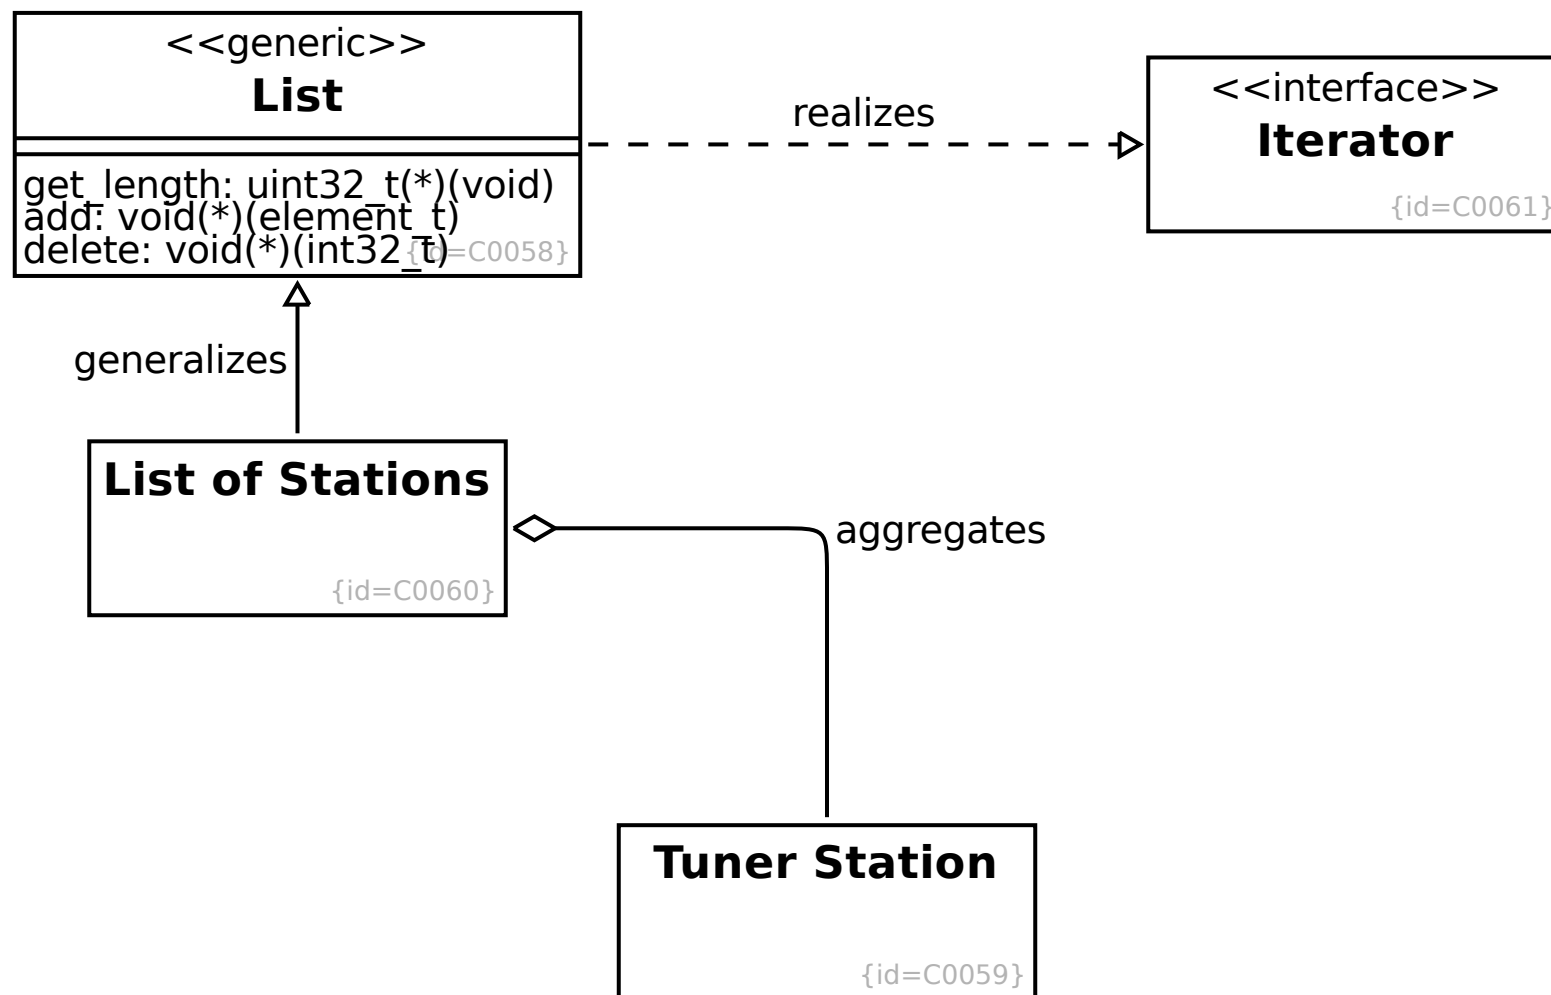 <<generic>>
List
get_length: uint32_t(*)(void)
add: void(*)(element_t)
delete: void(*)(int32_t)
{id=C0058}
realizes
<<interface>>
Iterator
{id=C0061}
generalizes
List of Stations
{id=C0060}
aggregates
Tuner Station
{id=C0059}